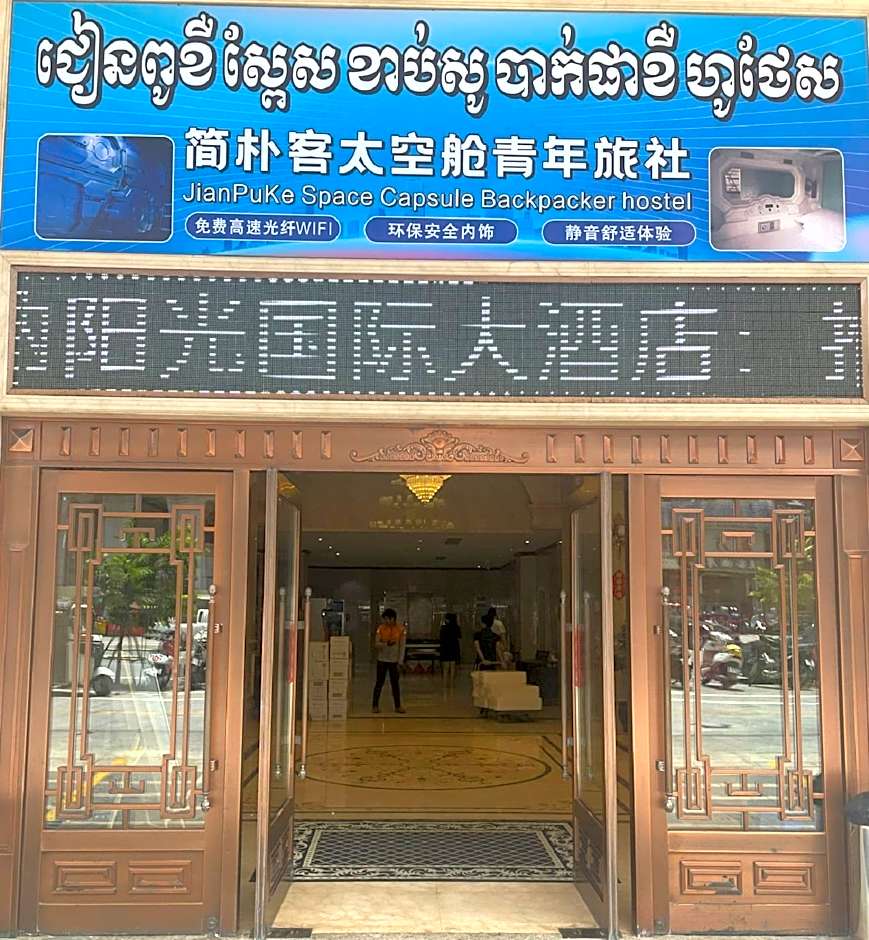 ជៀនពូខឺ ស្ពែស ខាប់សូ បាក់ផាខឺ ហូថែស
简朴客太空舱青年旅社
JianPuKe Space Capsule Backpacker hostel
免费高速光纤WIFI 环保安全内饰 静音舒适体验
阳光国际大酒店: